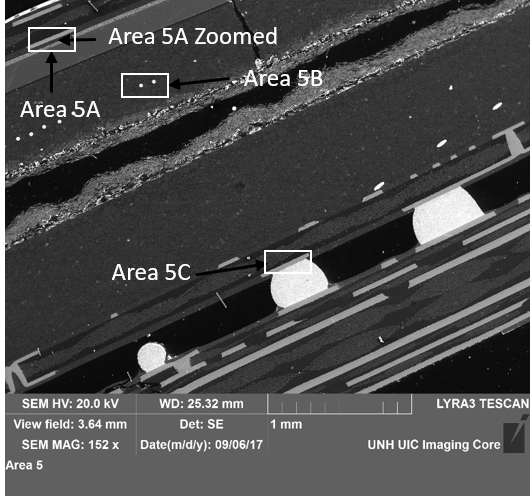 Area 5A Zoomed
Area 5B
Area 5A
Area 5C
SEM HV: 20.0 kV WD: 25.32 mm LYRA3 TESCAN
View field: 3.64 mm Det: SE 1 mm
SEM MAG: 152 x Date(m/d/y): 09/06/17 UNH UIC Imaging Core
Area 5